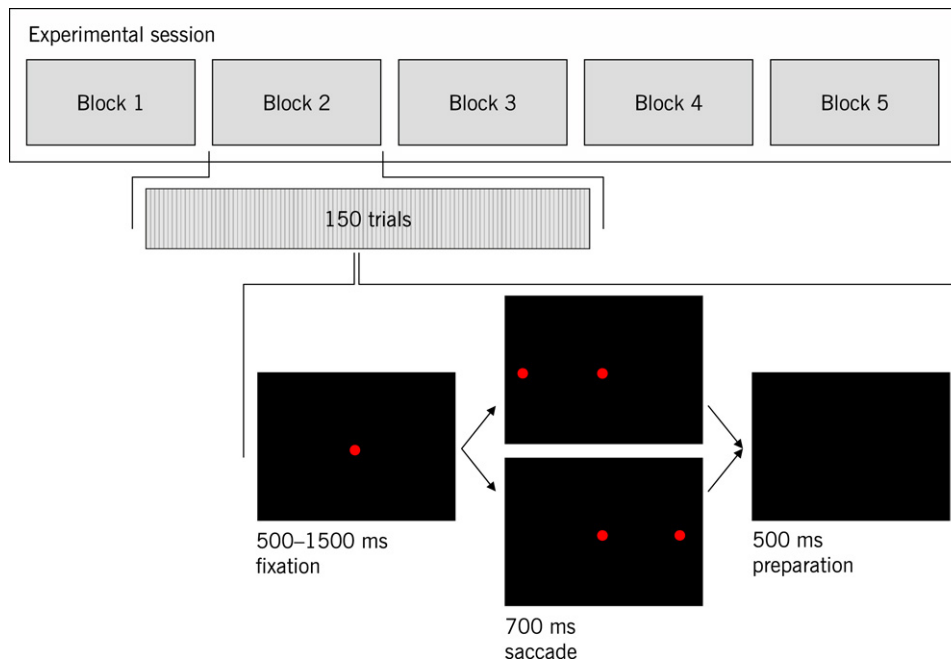 Experimental session
Block 1
Block 2
Block 3
Block 4
Block 5
150 trials
500–1500 ms
fixation
700 ms
saccade
500 ms
preparation